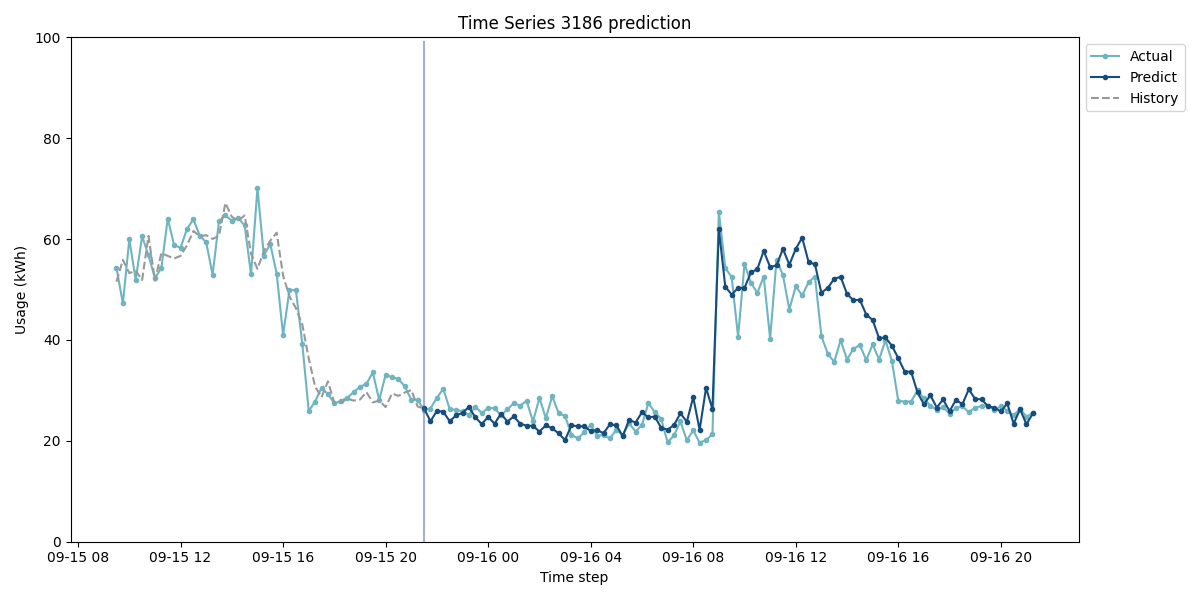 Time Series 3186 prediction
100
80
60
40
20
0
Usage (kWh)
09-15 08
09-15 12
09-15 16
09-15 20
09-16 00
09-16 04
09-16 08
09-16 12
09-16 16
09-16 20
Time step
Actual
Predict
History